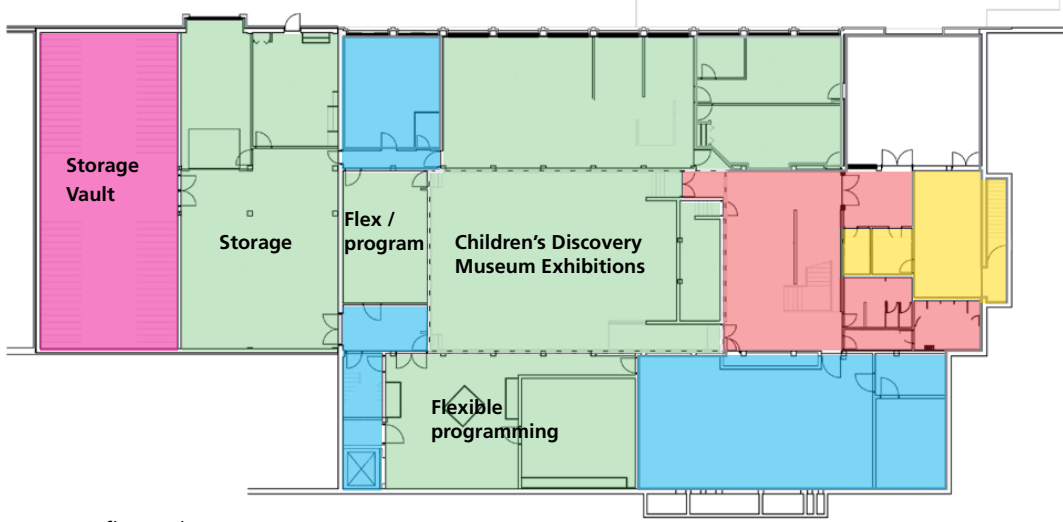 Storage
Vault
Storage
Flex /
program
Children's Discovery
Museum Exhibitions
Flexible
programming